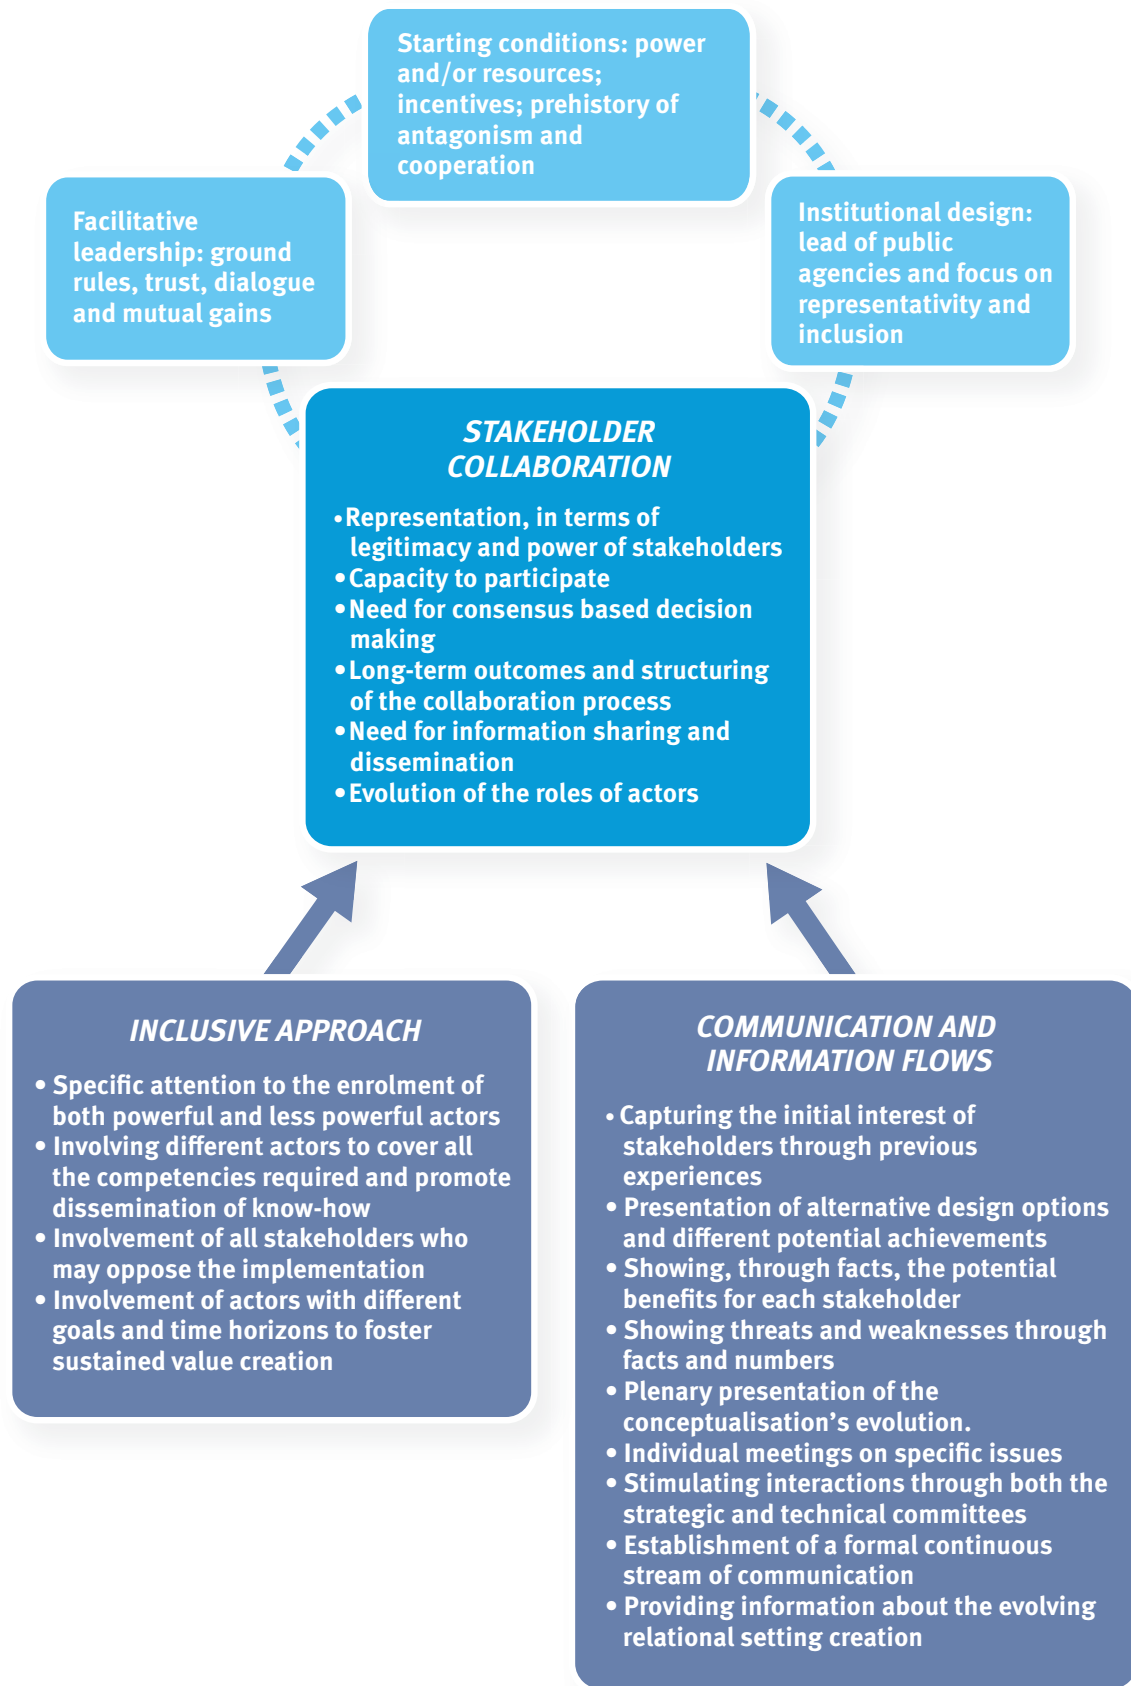 Starting conditions: power
and/or resources;
incentives; prehistory of
antagonism and
cooperation
Facilitative
leadership: ground
rules, trust, dialogue
and mutual gains
Institutional design:
lead of public
agencies and focus on
representativity and
inclusion
STAKEHOLDER
COLLABORATION
•Representation, in terms of
legitimacy and power of stakeholders
•Capacity to participate
•Need for consensus based decision
making
•Long-term outcomes and structuring
of the collaboration process
•Need for information sharing and
dissemination
•Evolution of the roles of actors
INCLUSIVE APPROACH
• Specific attention to the enrolment of
both powerful and less powerful actors
• Involving different actors to cover all
the competencies required and promote
dissemination of know-how
• Involvement of all stakeholders who
may oppose the implementation
• Involvement of actors with different
goals and time horizons to foster
sustained value creation
COMMUNICATION AND
INFORMATION FLOWS
• Capturing the initial interest of
stakeholders through previous
experiences
• Presentation of alternative design options
and different potential achievements
• Showing, through facts, the potential
benefits for each stakeholder
• Showing threats and weaknesses through
facts and numbers
• Plenary presentation of the
conceptualisation’s evolution.
• Individual meetings on specific issues
• Stimulating interactions through both the
strategic and technical committees
• Establishment of a formal continuous
stream of communication
• Providing information about the evolving
relational setting creation